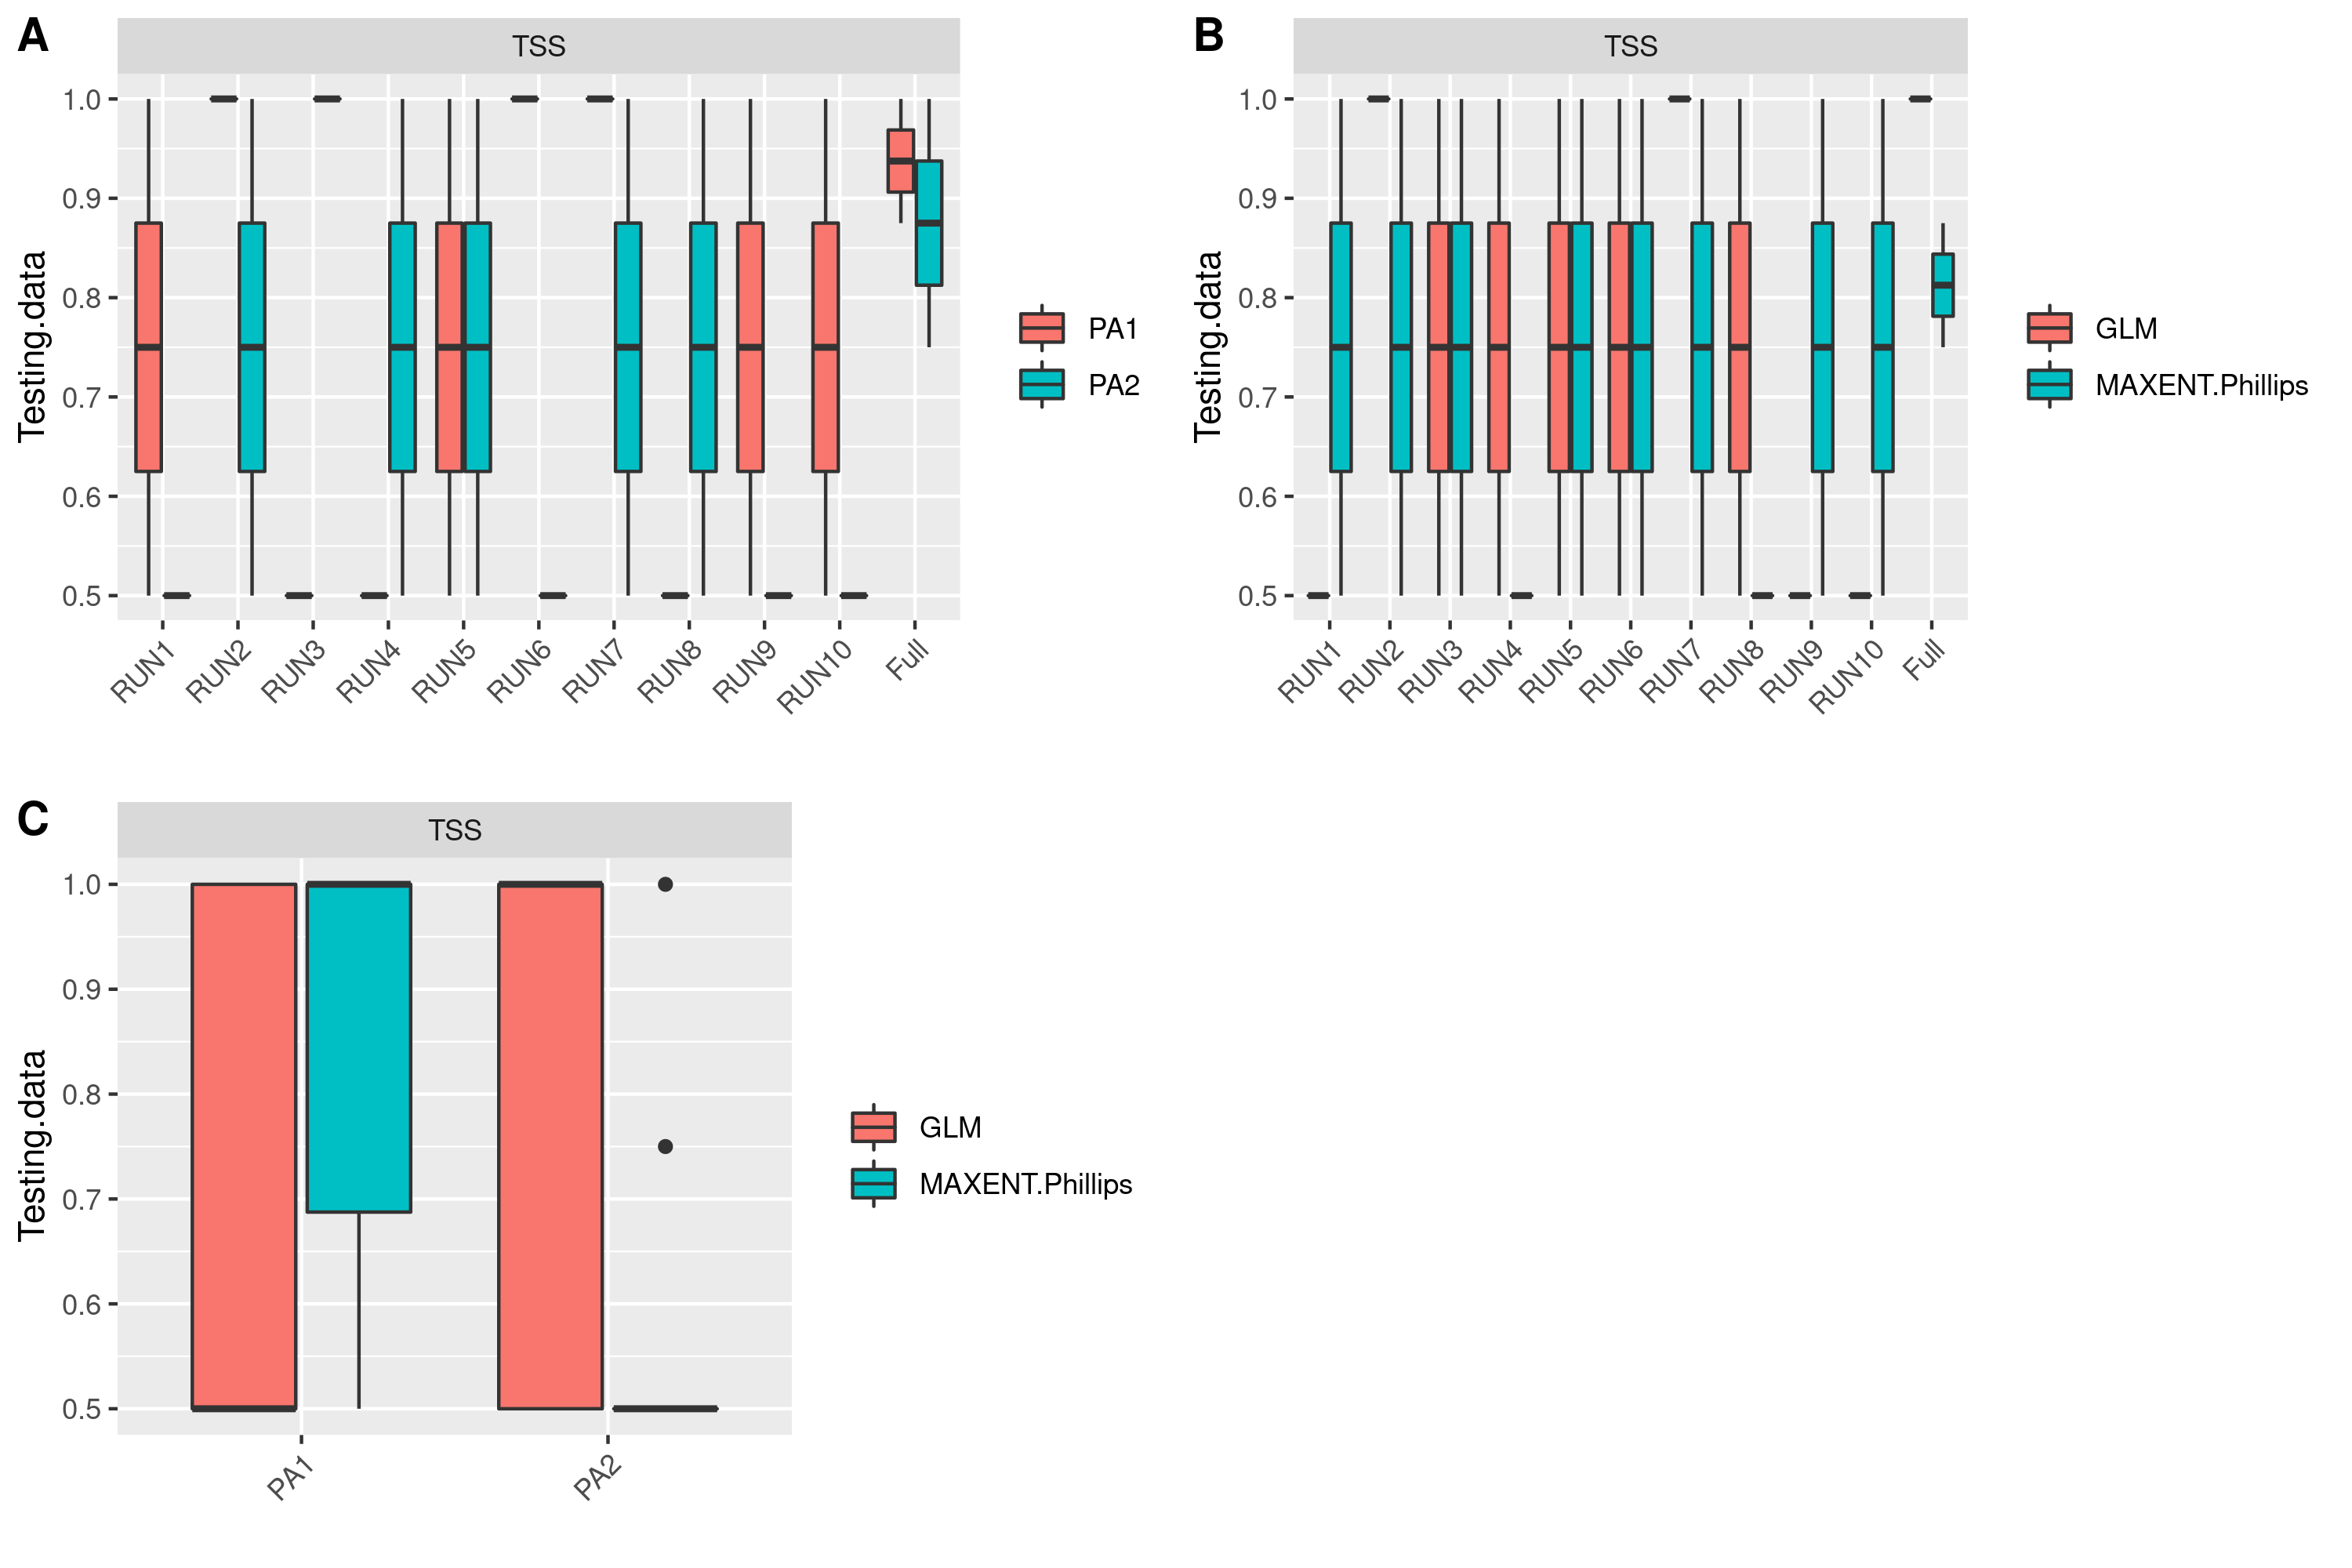 A
TSS
Testing.data
1.0
0.9
0.8
0.7
0.6
0.5
RUN1 RUN2 RUN3 RUN4 RUN5 RUN6 RUN7 RUN8 RUN9 RUN10 Full
PA1
PA2
B
TSS
Testing.data
1.0
0.9
0.8
0.7
0.6
0.5
RUN1 RUN2 RUN3 RUN4 RUN5 RUN6 RUN7 RUN8 RUN9 RUN10 Full
GLM
MAXENT.Phillips
C
TSS
Testing.data
1.0
0.9
0.8
0.7
0.6
0.5
PA1 PA2
GLM
MAXENT.Phillips